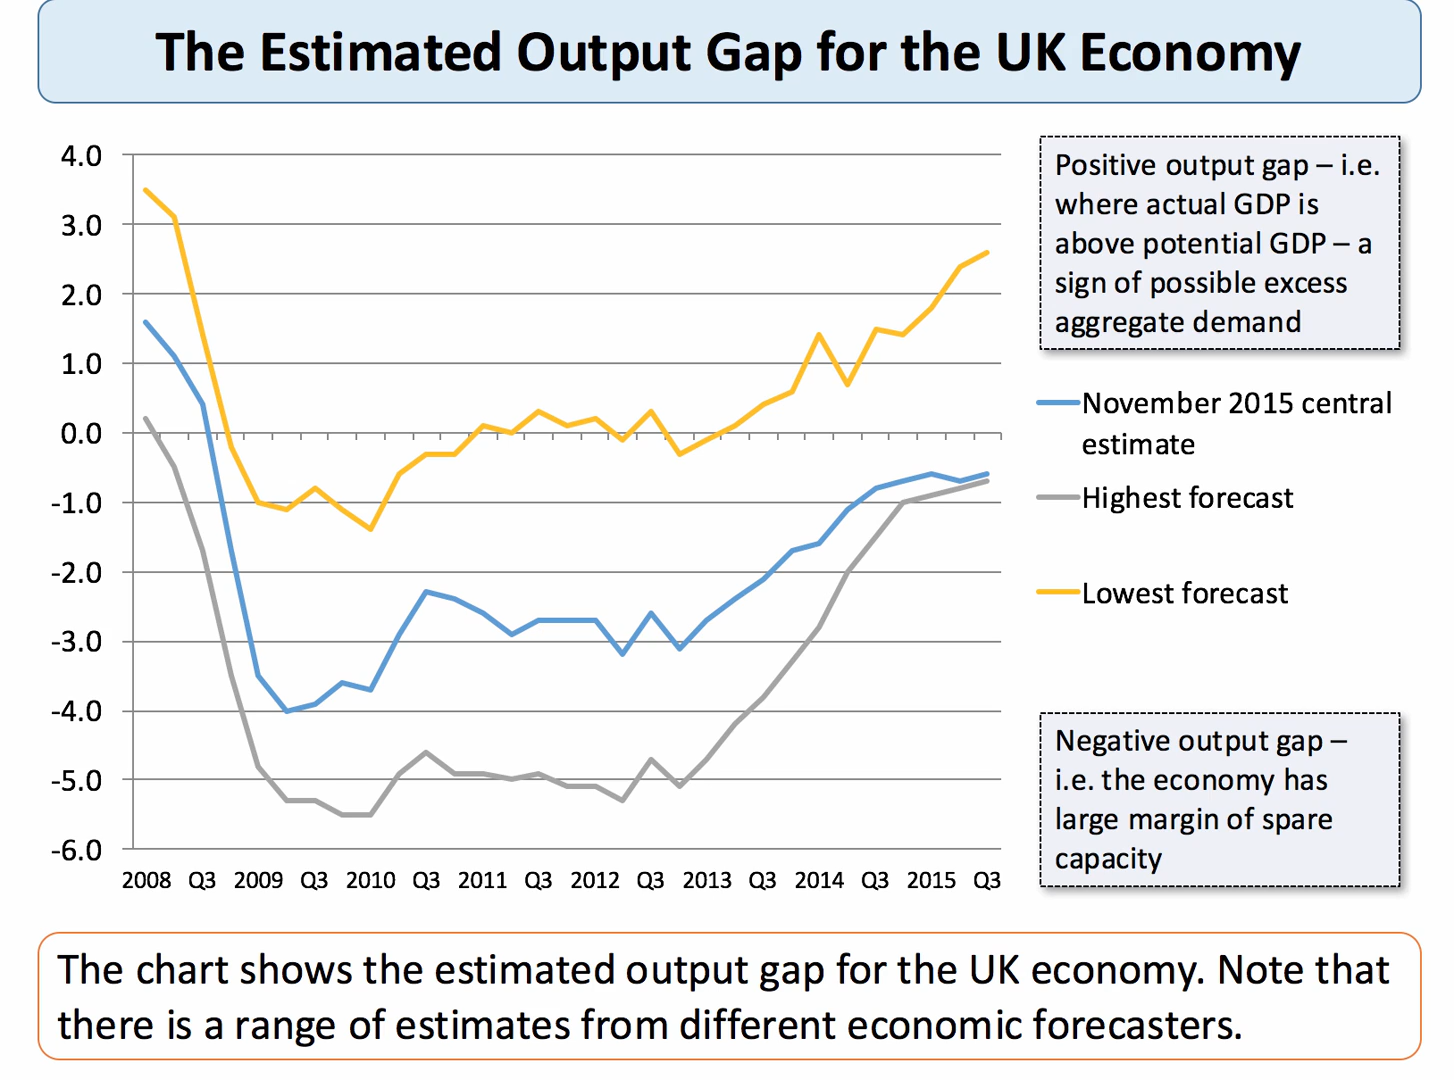 The Estimated Output Gap for the UK Economy
4.0
3.0
2.0
1.0
0.0
-1.0
-2.0
-3.0
-4.0
-5.0
-6.0
2008 Q3 2009 Q3 2010 Q3 2011 Q3 2012 Q3 2013 Q3 2014 Q3 2015 Q3
Positive output gap – i.e.
where actual GDP is
above potential GDP – a
sign of possible excess
aggregate demand
November 2015 central
estimate
Highest forecast
Lowest forecast
Negative output gap –
i.e. the economy has
large margin of spare
capacity
The chart shows the estimated output gap for the UK economy. Note that
there is a range of estimates from different economic forecasters.